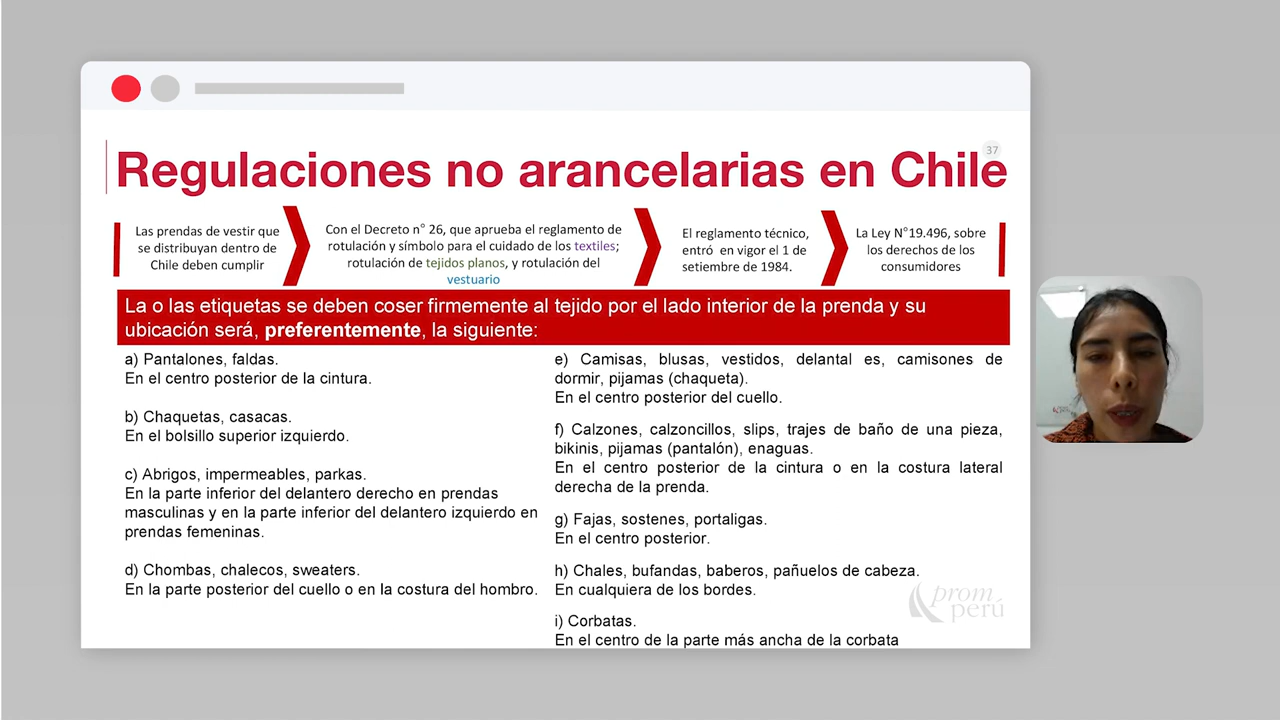 37
Regulaciones no arancelarias en Chile
Las prendas de vestir que
se distribuyan dentro de
Chile deben cumplir
Con el Decreto n° 26, que aprueba el reglamento de
rotulación y símbolo para el cuidado de los textiles;
rotulación de tejidos planos, y rotulación del
vestuario
El reglamento técnico,
entró en vigor el 1 de
setiembre de 1984.
La Ley N°19.496, sobre
los derechos de los
consumidores
La o las etiquetas se deben coser firmemente al tejido por el lado interior de la prenda y su
ubicación será, preferentemente, la siguiente:
a) Pantalones, faldas.
En el centro posterior de la cintura.
b) Chaquetas, casacas.
En el bolsillo superior izquierdo.
c) Abrigos, impermeables, parkas.
En la parte inferior del delantero derecho en prendas
masculinas y en la parte inferior del delantero izquierdo en
prendas femeninas.
d) Chombas, chalecos, sweaters.
En la parte posterior del cuello o en la costura del hombro.
e) Camisas, blusas, vestidos, delantal es, camisones de
dormir, pijamas (chaqueta).
En el centro posterior del cuello.
f) Calzones, calzoncillos, slips, trajes de baño de una pieza,
bikinis, pijamas (pantalón), enaguas.
En el centro posterior de la cintura o en la costura lateral
derecha de la prenda.
g) Fajas, sostenes, portaligas.
En el centro posterior.
h) Chales, bufandas, baberos, pañuelos de cabeza.
En cualquiera de los bordes.
i) Corbatas.
En el centro de la parte más ancha de la corbata
prom
perú